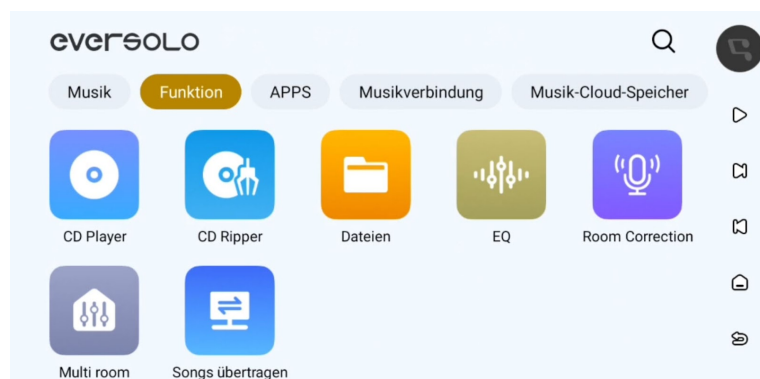 eversolo
Musik Funktion APPS Musikverbindung Musik-Cloud-Speicher
CD Player CD Ripper Dateien EQ Room Correction
Multi room Songs übertragen